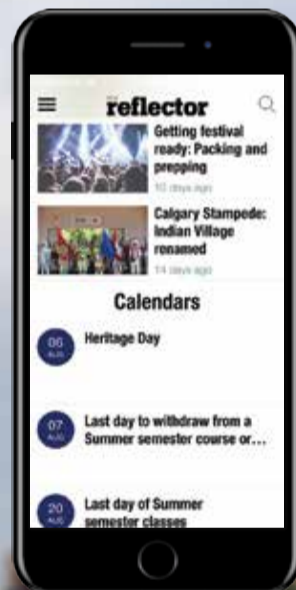 the
reflector
Getting festival
ready: Packing and
prepping
10 days ago
Calgary Stampede:
Indian Village
renamed
14 days ago
Calendars
06
AUG
Heritage Day
07
AUG
Last day to withdraw from a
Summer semester course or…
20
AUG
Last day of Summer
semester classes